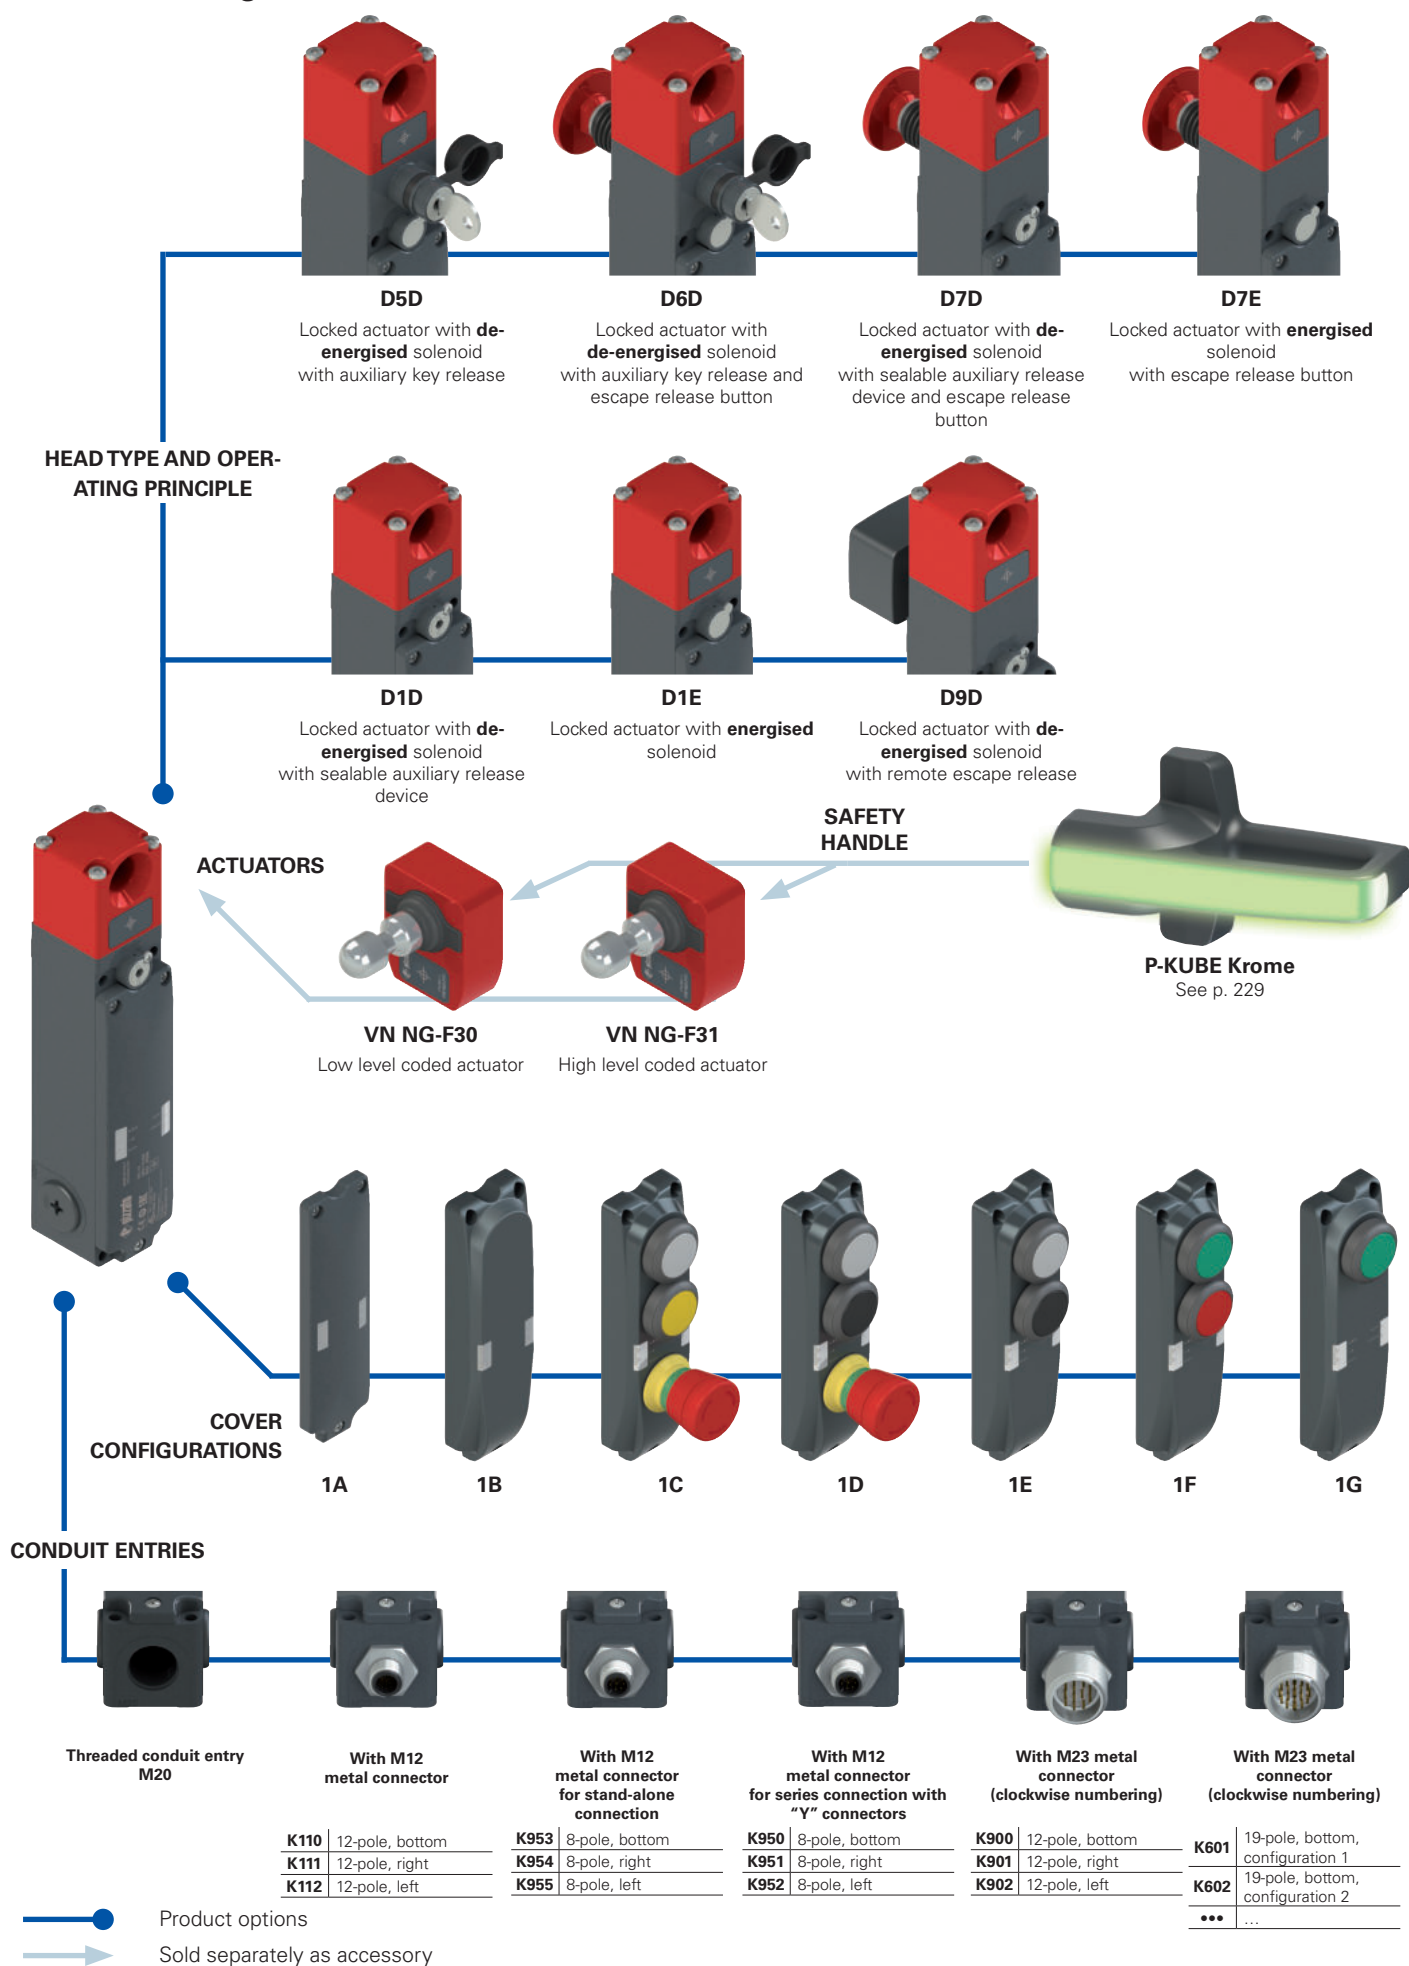 D5D
Locked actuator with de-
energised solenoid
with auxiliary key release
D6D
Locked actuator with
de-energised solenoid
with auxiliary key release and
escape release button
D7D
Locked actuator with de-
energised solenoid
with sealable auxiliary release
device and escape release
button
D7E
Locked actuator with energised
solenoid
with escape release button
HEAD TYPE AND OPER-
ATING PRINCIPLE
D1D
Locked actuator with de-
energised solenoid
with sealable auxiliary release
device
D1E
Locked actuator with energised
solenoid
D9D
Locked actuator with de-
energised solenoid
with remote escape release
SAFETY
HANDLE
ACTUATORS
P-KUBE Krome
See p. 229
VN NG-F30
Low level coded actuator
VN NG-F31
High level coded actuator
COVER
CONFIGURATIONS
1A
1B
1C
1D
1E
1F
1G
CONDUIT ENTRIES
Threaded conduit entry
M20
With M12
metal connector
K110 12-pole, bottom
K111 12-pole, right
K112 12-pole, left
With M12
metal connector
for stand-alone
connection
K953 8-pole, bottom
K954 8-pole, right
K955 8-pole, left
With M12
metal connector
for series connection with
“Y” connectors
K950 8-pole, bottom
K951 8-pole, right
K952 8-pole, left
With M23 metal
connector
(clockwise numbering)
K900 12-pole, bottom
K901 12-pole, right
K902 12-pole, left
With M23 metal
connector
(clockwise numbering)
K601 19-pole, bottom,
configuration 1
K602 19-pole, bottom,
configuration 2
••• …
Product options
Sold separately as accessory